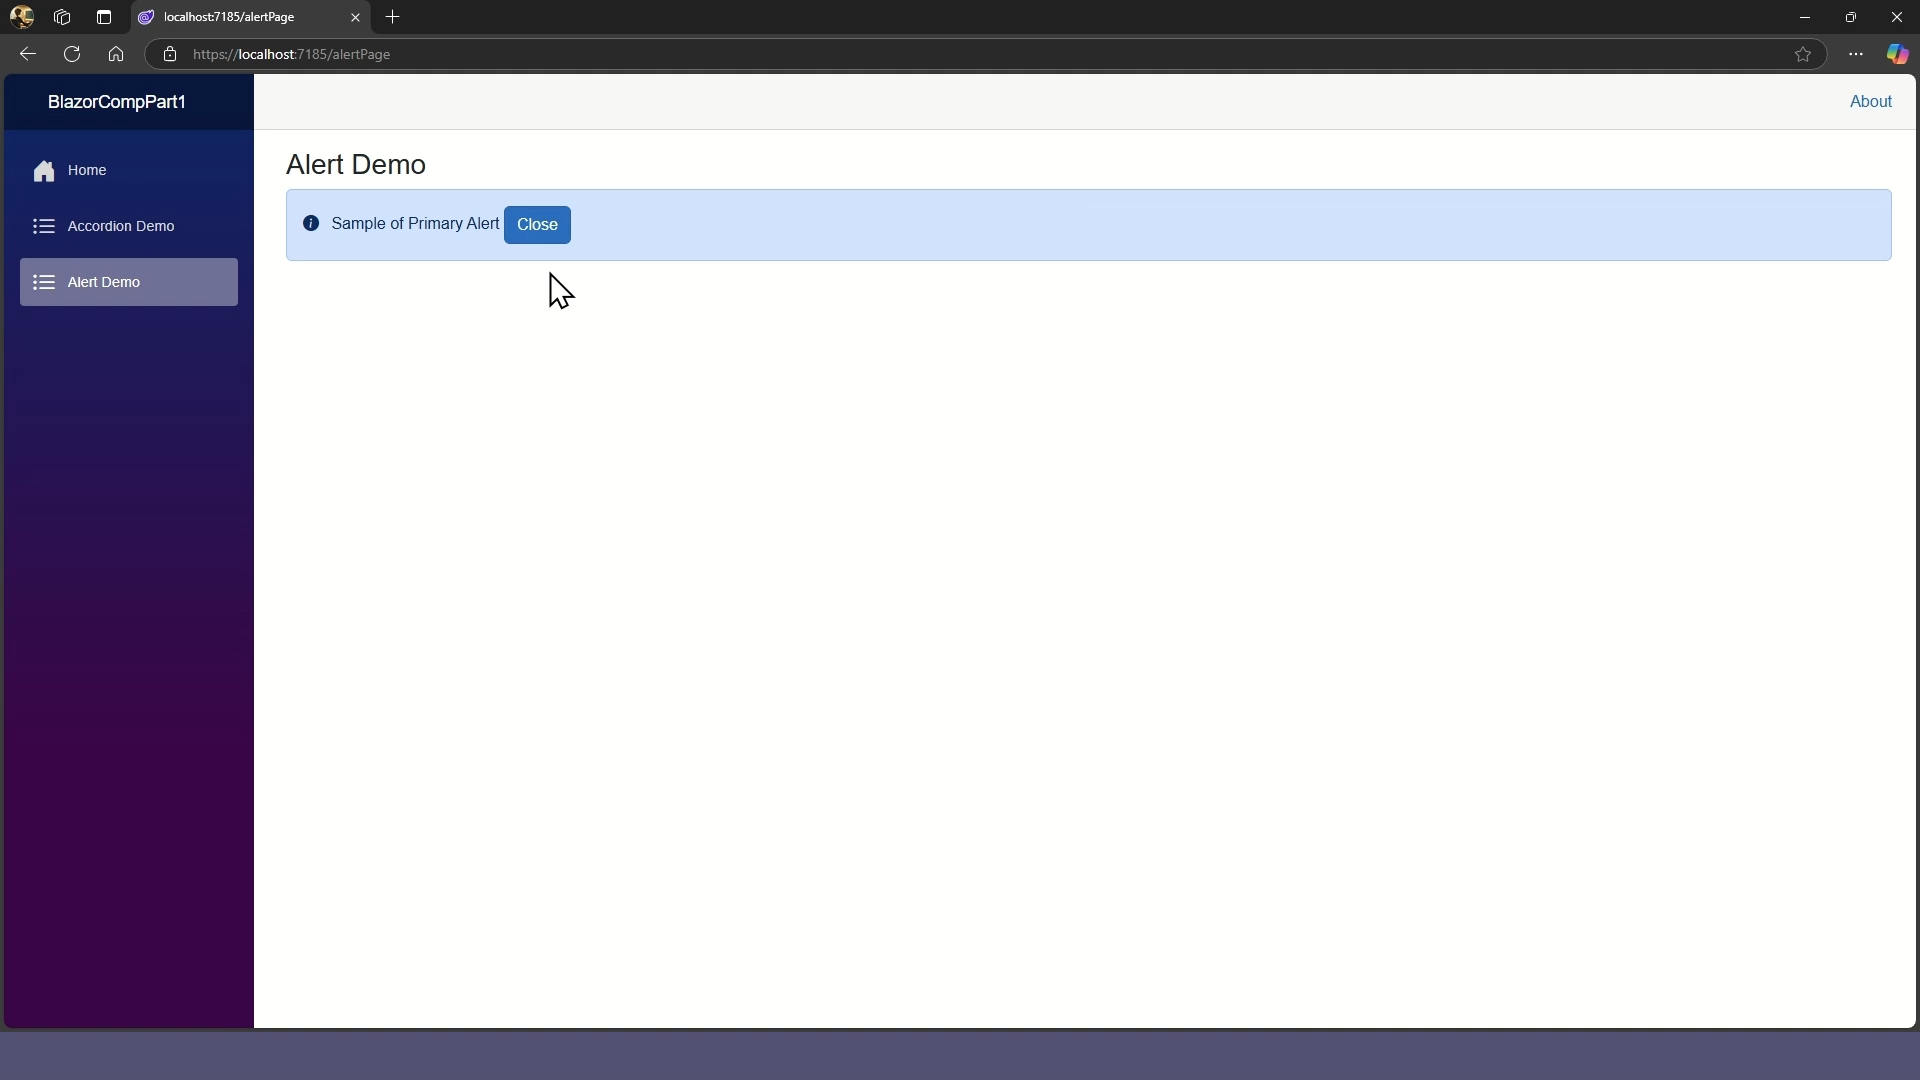 localhost:7185/alertPage
https://localhost:7185/alertPage
BlazorCompPart1
About
Home
Accordion Demo
Alert Demo
Alert Demo
Sample of Primary Alert Close